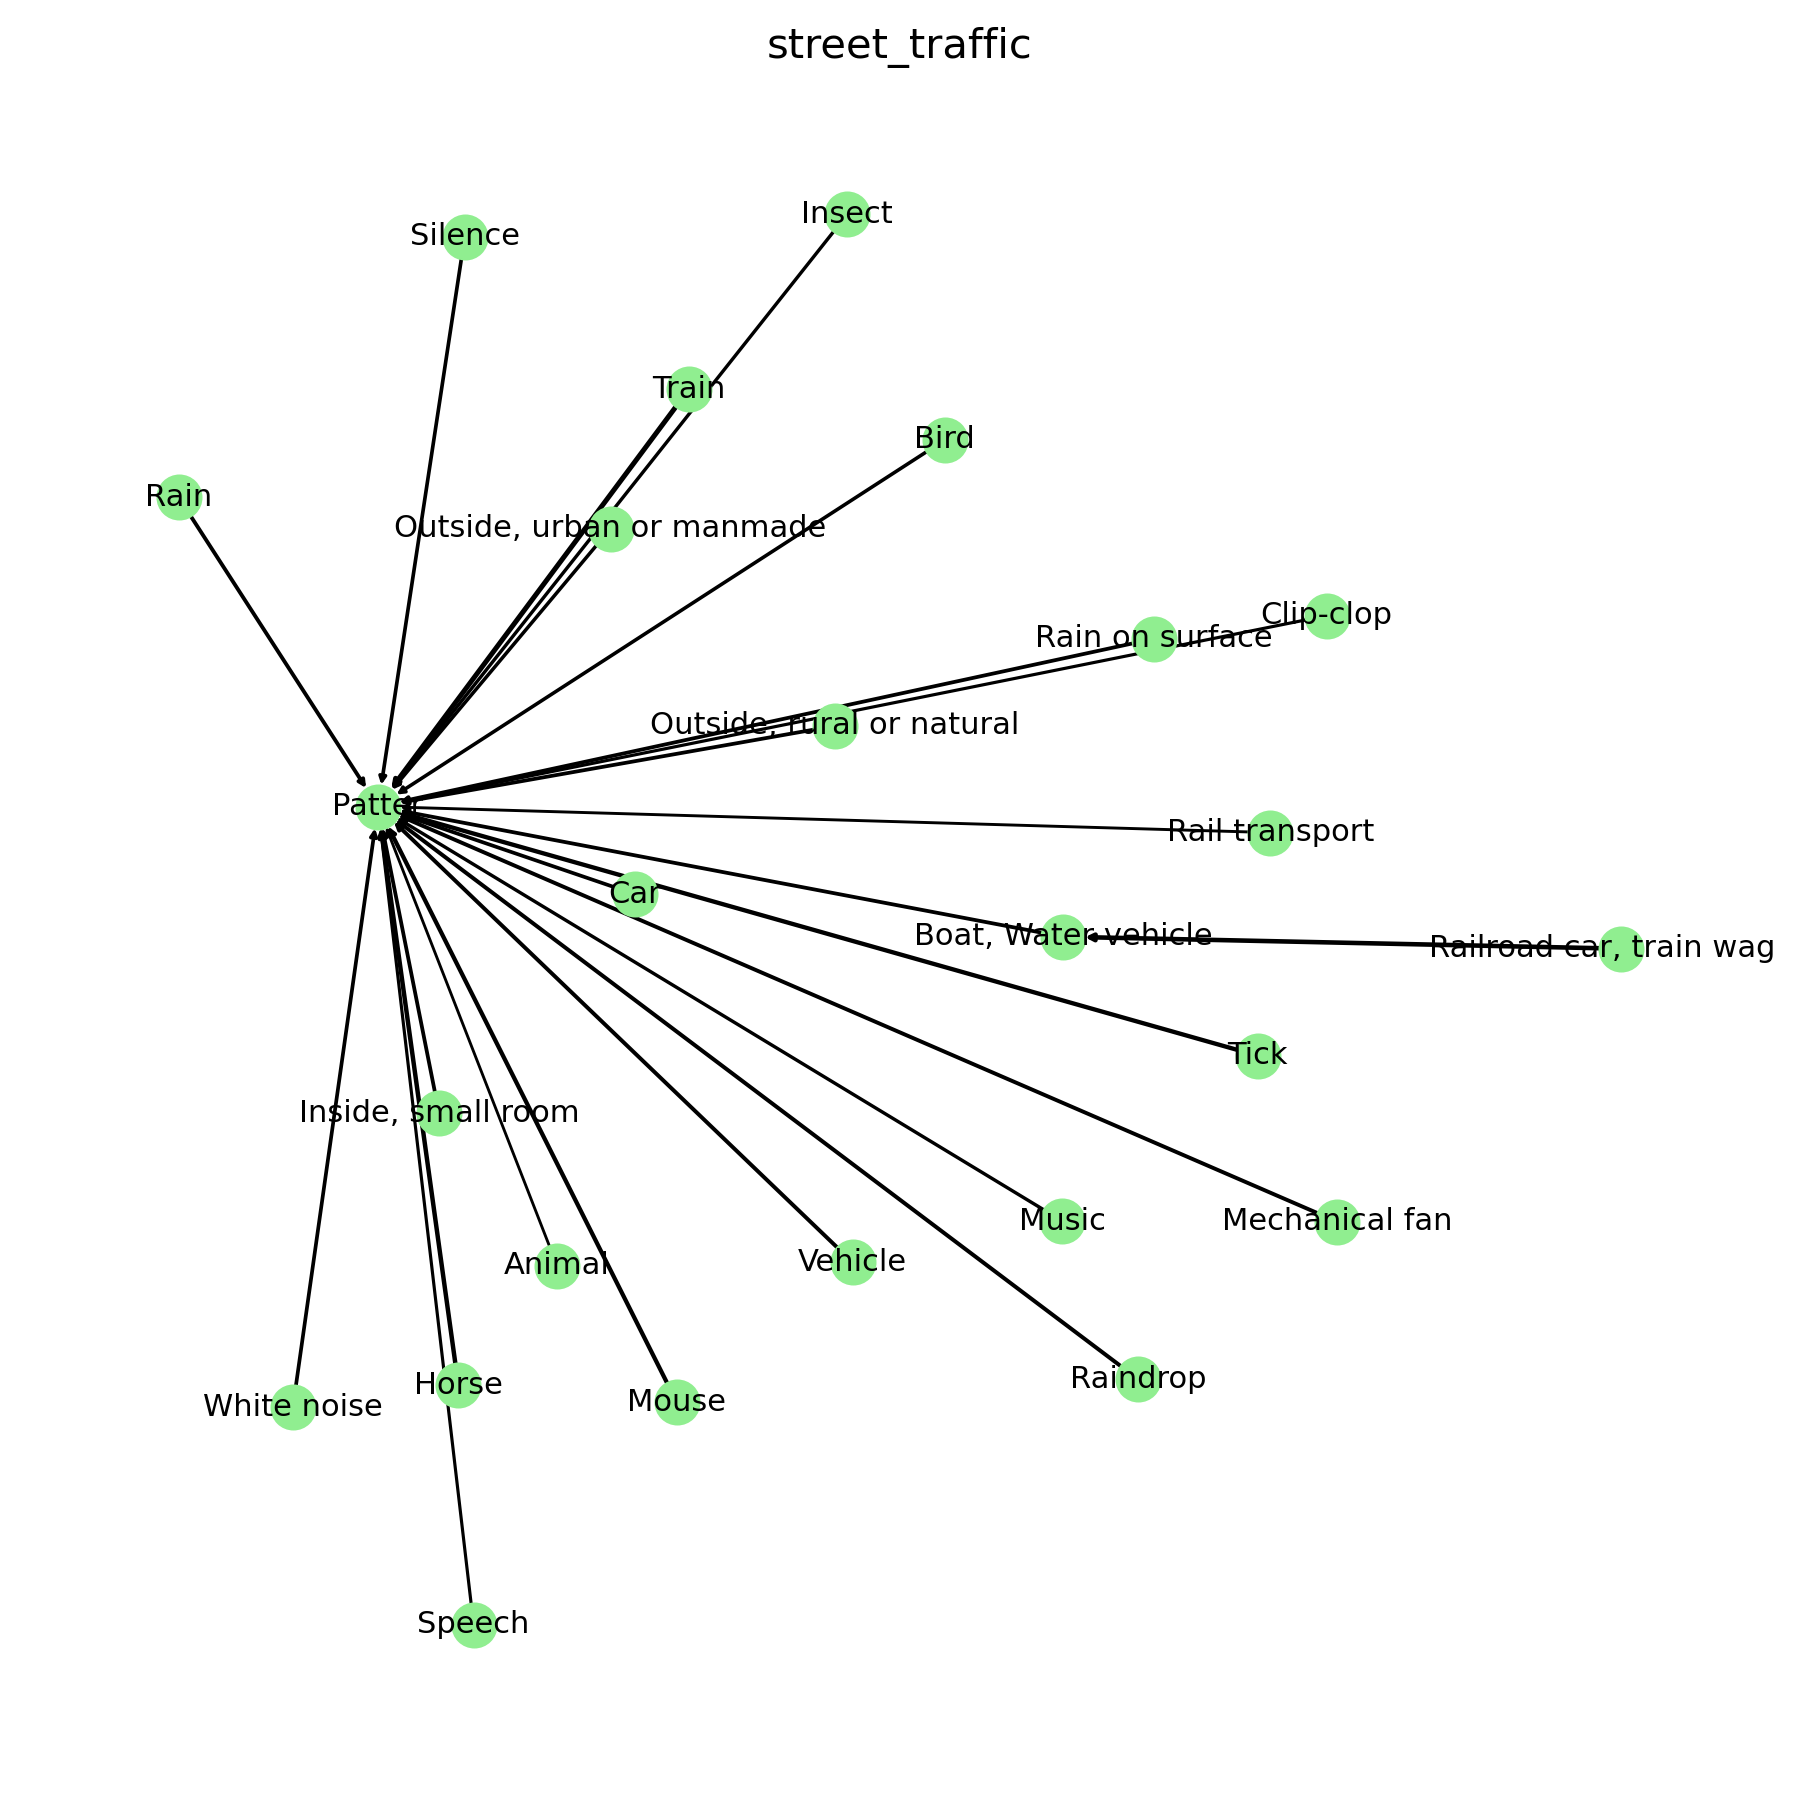 street_traffic
Insect
Silence
Train
Bird
Rain
Outside, urban or manmade
Clip-clop
Rain on surface
Outside, rural or natural
Patter
Rail transport
Car
Boat, Water vehicle
Railroad car, train wag
Tick
Inside, small room
Music
Mechanical fan
Animal
Vehicle
Raindrop
Horse
Mouse
White noise
Speech